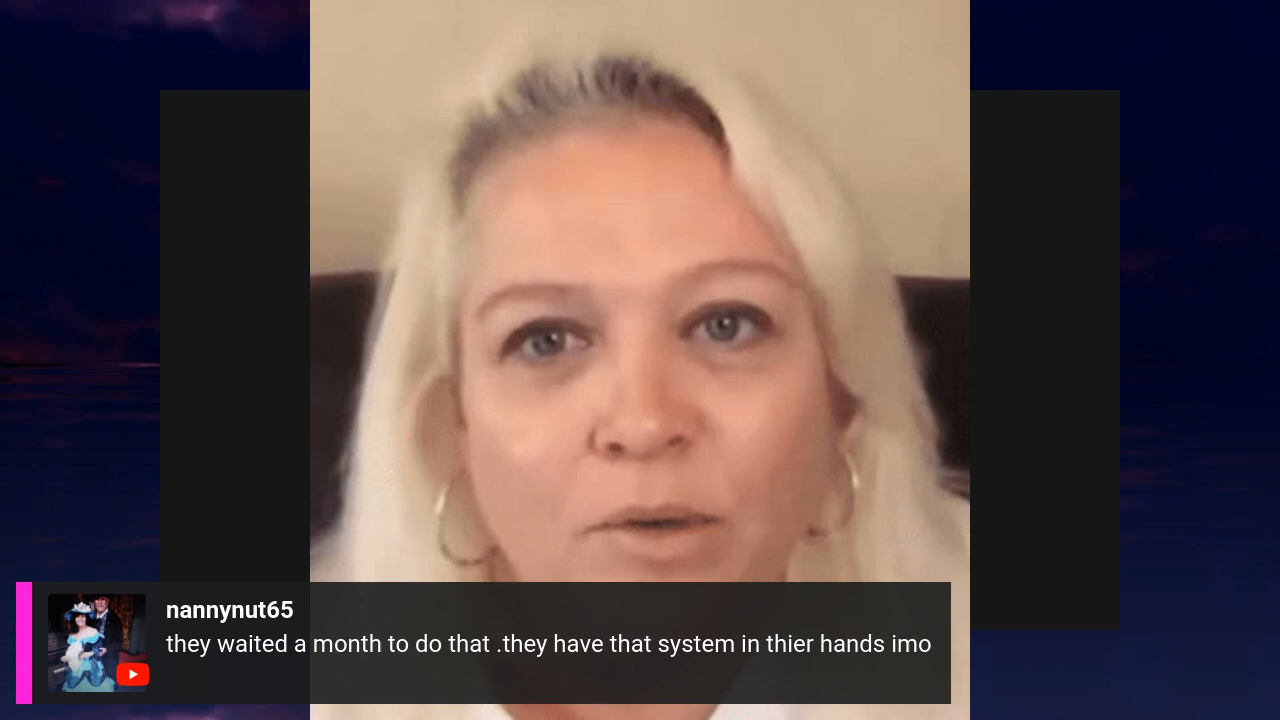 nannynut65
they waited a month to do that .they have that system in thier hands imo